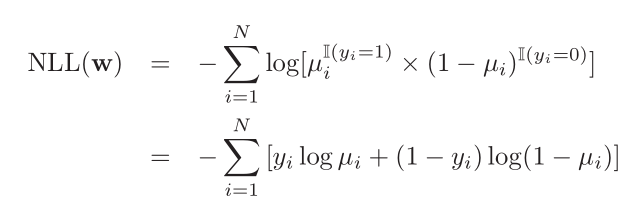 NLL(𝐰) = −∑_{i=1}^{N} log[μ_i^{𝕀(y_i=1)} × (1 − μ_i)^{𝕀(y_i=0)}]
= −∑_{i=1}^{N} [y_i log μ_i + (1 − y_i) log(1 − μ_i)]